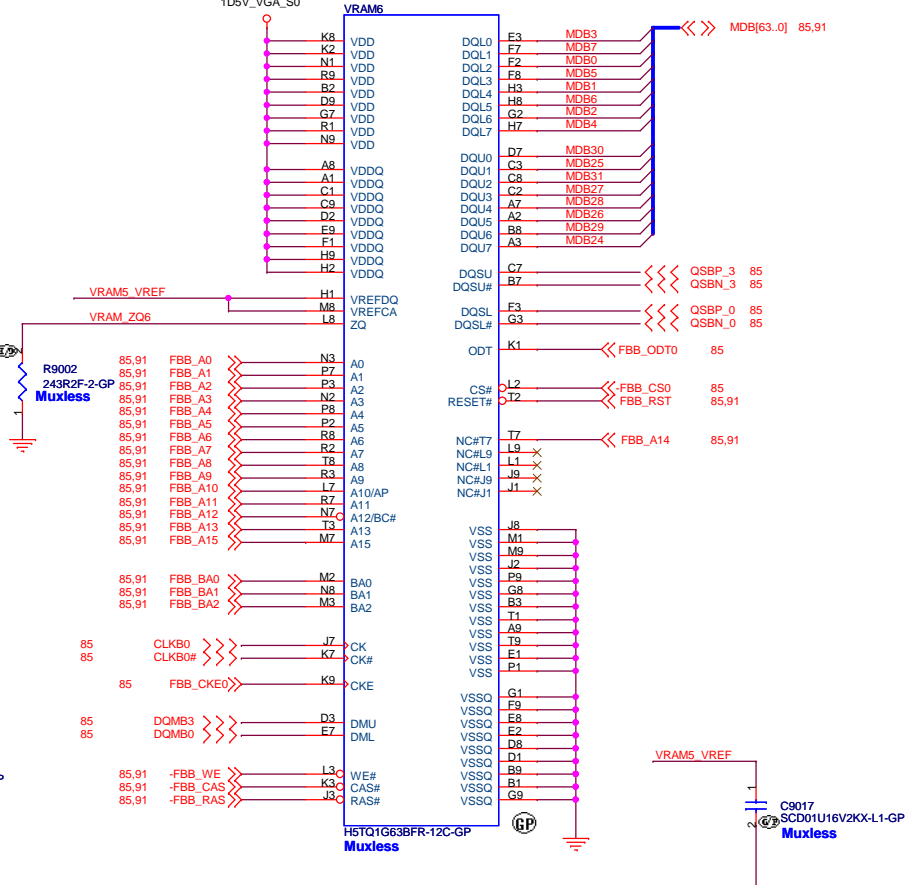 1D5V_VGA_S0
VRAM6
K8 VDD
K2 VDD
N1 VDD
R9 VDD
B2 VDD
D9 VDD
G7 VDD
R1 VDD
N9 VDD
A8 VDDQ
A1 VDDQ
C1 VDDQ
C9 VDDQ
D2 VDDQ
E9 VDDQ
F1 VDDQ
H9 VDDQ
H2 VDDQ
VRAM5_VREF H1 VREFDQ
M8 VREFCA
VRAM_ZQ6 L8 ZQ
2
R9002
243R2F-2-GP
Muxless
1
85,91 FBB_A0 N3 A0
85,91 FBB_A1 P7 A1
85,91 FBB_A2 P3 A2
85,91 FBB_A3 N2 A3
85,91 FBB_A4 P8 A4
85,91 FBB_A5 P2 A5
85,91 FBB_A6 R8 A6
85,91 FBB_A7 R2 A7
85,91 FBB_A8 T8 A8
85,91 FBB_A9 R3 A9
85,91 FBB_A10 L7 A10/AP
85,91 FBB_A11 R7 A11
85,91 FBB_A12 N7 A12/BC#
85,91 FBB_A13 T3 A13
85,91 FBB_A15 M7 A15
85,91 FBB_BA0 M2 BA0
85,91 FBB_BA1 N8 BA1
85,91 FBB_BA2 M3 BA2
85 CLKB0 J7 CK
85 CLKB0# K7 CK#
85 FBB_CKE0 K9 CKE
85 DQMB3 D3 DMU
85 DQMB0 E7 DML
85,91 -FBB_WE L3 WE#
85,91 -FBB_CAS K3 CAS#
85,91 -FBB_RAS J3 RAS#
DQL0 E3 MDB3
DQL1 F7 MDB7
DQL2 F2 MDB0
DQL3 F8 MDB5
DQL4 H3 MDB1
DQL5 H8 MDB6
DQL6 G2 MDB2
DQL7 H7 MDB4
MDB[63..0] 85,91
DQU0 D7 MDB30
DQU1 C3 MDB25
DQU2 C8 MDB31
DQU3 C2 MDB27
DQU4 A7 MDB28
DQU5 A2 MDB26
DQU6 B8 MDB29
DQU7 A3 MDB24
DQSU C7 QSBP_3 85
DQSU# B7 QSBN_3 85
DQSL F3 QSBP_0 85
DQSL# G3 QSBN_0 85
ODT K1 FBB_ODT0 85
CS# L2 -FBB_CS0 85
RESET# T2 FBB_RST 85,91
NC#T7 T7 FBB_A14 85,91
NC#L9 L9
NC#L1 L1
NC#J9 J9
NC#J1 J1
VSS J8
VSS M1
VSS M9
VSS J2
VSS P9
VSS G8
VSS B3
VSS T1
VSS A9
VSS T9
VSS E1
VSS P1
VSSQ G1
VSSQ F9
VSSQ E8
VSSQ E2
VSSQ D8
VSSQ D1
VSSQ B9
VSSQ B1
VSSQ G9
H5TQ1G63BFR-12C-GP
Muxless
GP
VRAM5_VREF
1
C9017
2
SCD01U16V2KX-L1-GP
Muxless